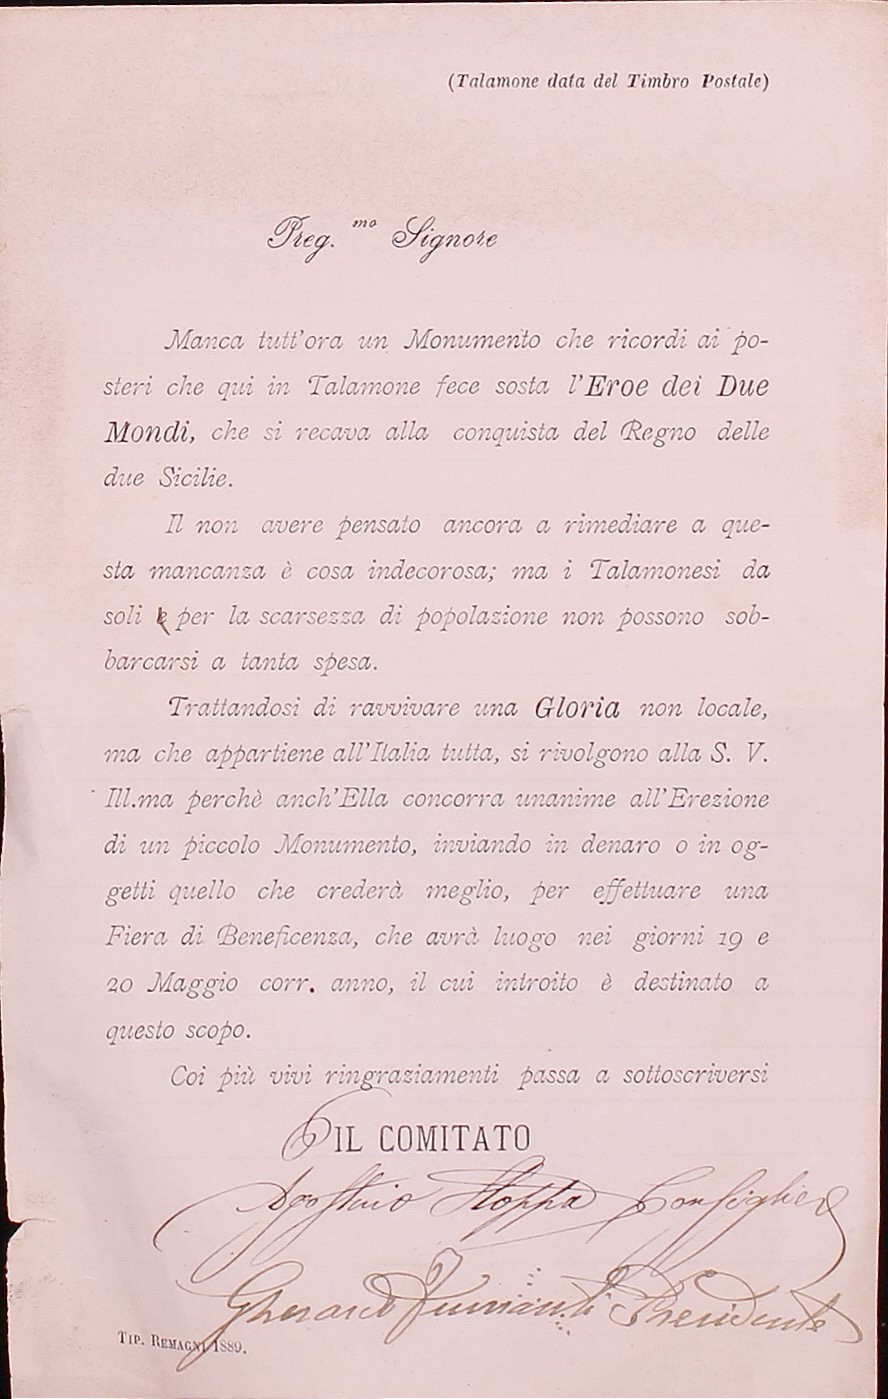 (Talamone data del Timbro Postale)
Preg.mo Signore
Manca tutt'ora un Monumento che ricordi ai po-
steri che qui in Talamone fece sosta l'Eroe dei Due
Mondi, che si recava alla conquista del Regno delle
due Sicilie.
Il non avere pensato ancora a rimediare a que-
sta mancanza è cosa indecorosa; ma i Talamonesi da
soli e per la scarsezza di popolazione non possono sob-
barcarsi a tanta spesa.
Trattandosi di ravvivare una Gloria non locale,
ma che appartiene all'Italia tutta, si rivolgono alla S. V.
Ill.ma perchè anch'Ella concorra unanime all'Erezione
di un piccolo Monumento, inviando in denaro o in og-
getti quello che crederà meglio, per effettuare una
Fiera di Beneficenza, che avrà luogo nei giorni 19 e
20 Maggio corr. anno, il cui introito è destinato a
questo scopo.
Coi più vivi ringraziamenti passa a sottoscriversi
IL COMITATO
Agostino Stoppa Consigliere
Gherardo Presidente
TIP. REMAGNI 1889.